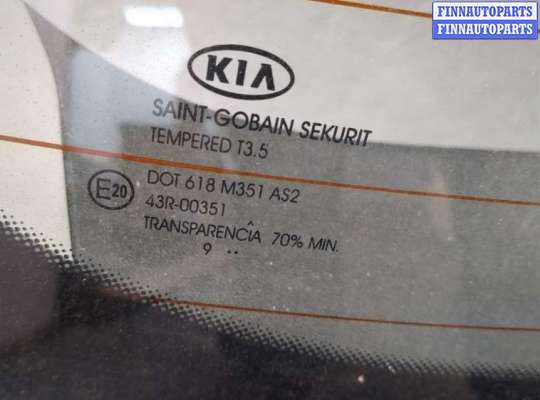 FINNAUTOPARTS
FINNAUTOPARTS
KIA
SAINT-GOBAIN SEKURIT
TEMPERED T3.5
E20 DOT 618 M351 AS2
43R-00351
TRANSPARENCÎA 70% MIN.
9 ..